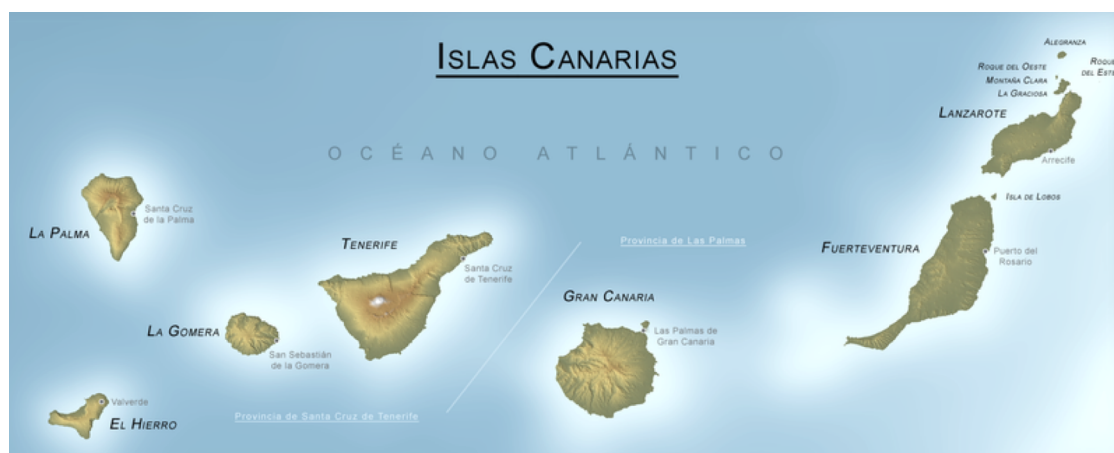 ISLAS CANARIAS
OCÉANO ATLÁNTICO
ALEGRANZA
ROQUE DEL OESTE
ROQUE
DEL ESTE
MONTAÑA CLARA
LA GRACIOSA
LANZAROTE
Arrecife
ISLA DE LOBOS
FUERTEVENTURA
Puerto del
Rosario
LA PALMA
Santa Cruz
de la Palma
TENERIFE
Santa Cruz
de Tenerife
Provincia de Las Palmas
GRAN CANARIA
Las Palmas de
Gran Canaria
LA GOMERA
San Sebastián
de la Gomera
Valverde
EL HIERRO
Provincia de Santa Cruz de Tenerife